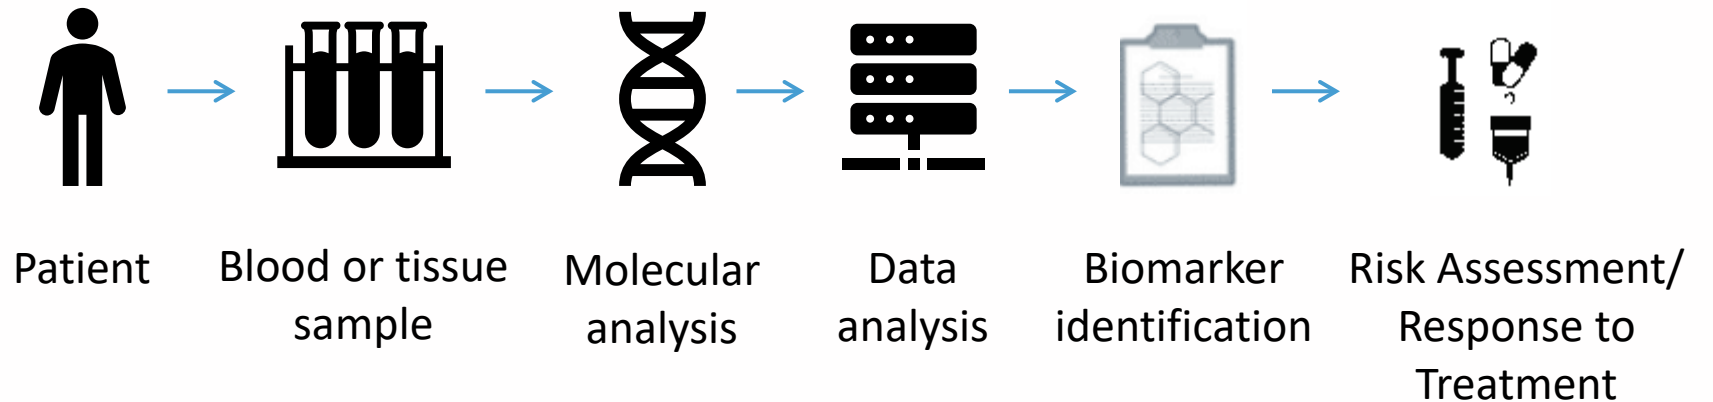 Patient
Blood or tissue
sample
Molecular
analysis
Data
analysis
Biomarker
identification
Risk Assessment/
Response to
Treatment